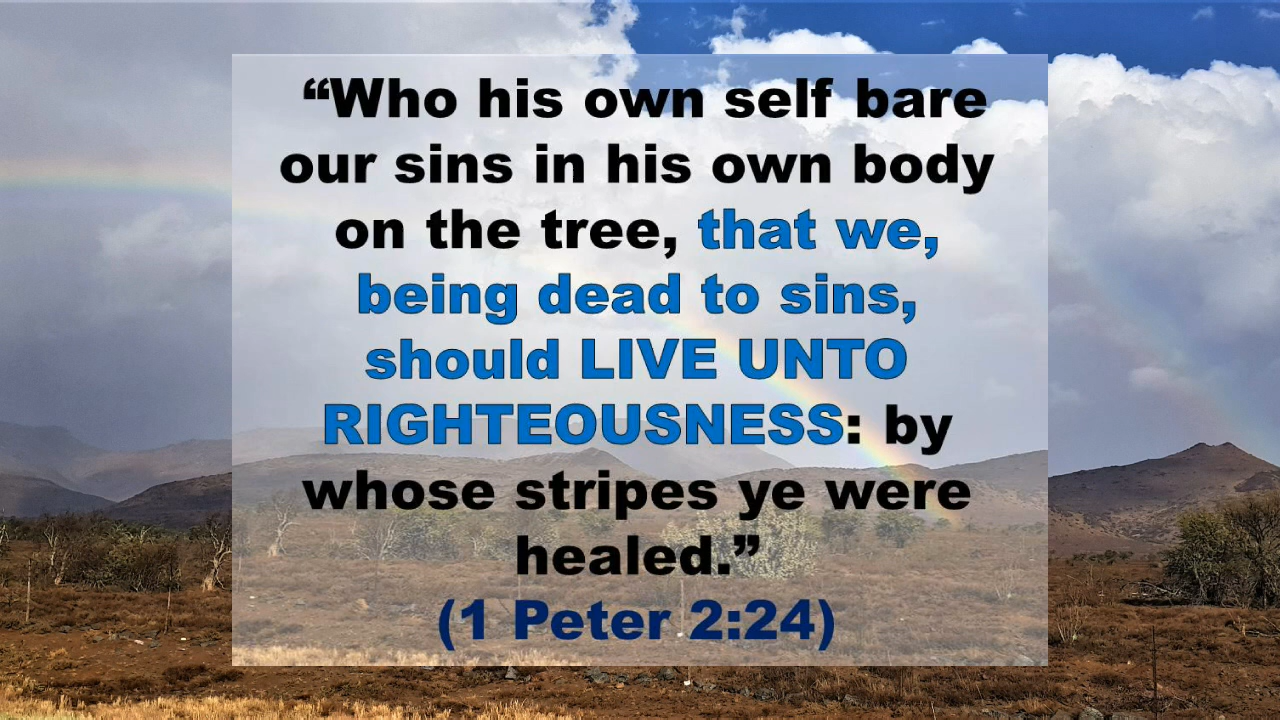 “Who his own self bare
our sins in his own body
on the tree, that we,
being dead to sins,
should LIVE UNTO
RIGHTEOUSNESS: by
whose stripes ye were
healed.”
(1 Peter 2:24)